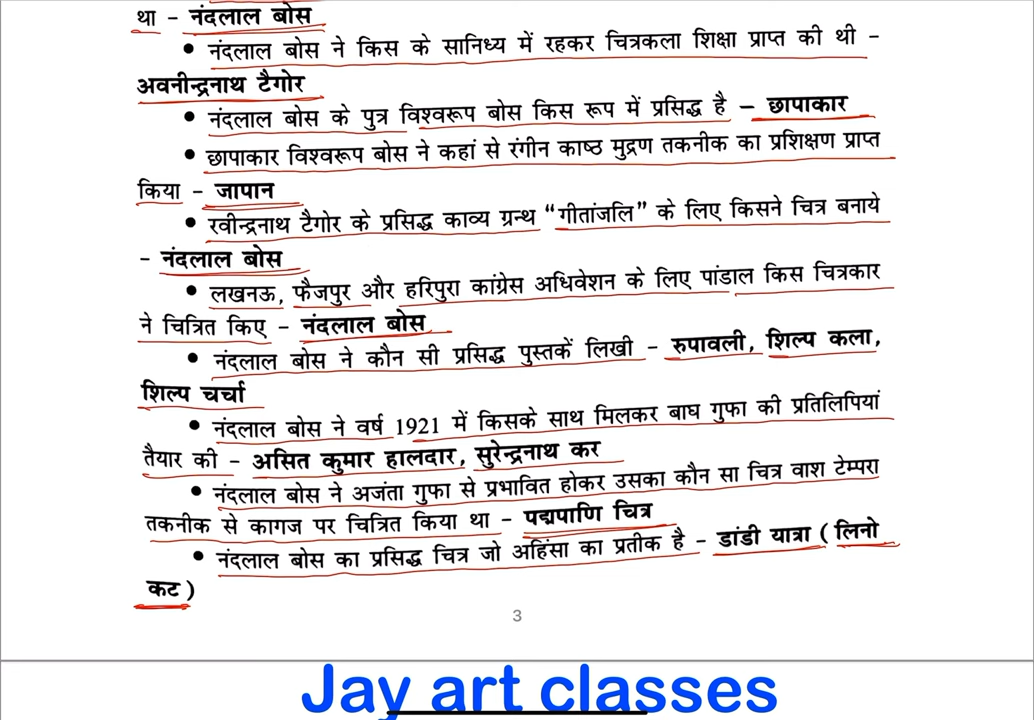 था - नंदलाल बोस
• नंदलाल बोस ने किस के सानिध्य में रहकर चित्रकला शिक्षा प्राप्त की थी -
अवनीन्द्रनाथ टैगोर
• नंदलाल बोस के पुत्र विश्वरूप बोस किस रूप में प्रसिद्ध है – छापाकार
• छापाकार विश्वरूप बोस ने कहां से रंगीन काष्ठ मुद्रण तकनीक का प्रशिक्षण प्राप्त
किया - जापान
• रवीन्द्रनाथ टैगोर के प्रसिद्ध काव्य ग्रन्थ “गीतांजलि” के लिए किसने चित्र बनाये
- नंदलाल बोस
• लखनऊ, फैजपुर और हरिपुरा कांग्रेस अधिवेशन के लिए पांडाल किस चित्रकार
ने चित्रित किए - नंदलाल बोस
• नंदलाल बोस ने कौन सी प्रसिद्ध पुस्तकें लिखी - रुपावली, शिल्प कला,
शिल्प चर्चा
• नंदलाल बोस ने वर्ष 1921 में किसके साथ मिलकर बाघ गुफा की प्रतिलिपियां
तैयार की - असित कुमार हालदार, सुरेन्द्रनाथ कर
• नंदलाल बोस ने अजंता गुफा से प्रभावित होकर उसका कौन सा चित्र वाश टेम्परा
तकनीक से कागज पर चित्रित किया था - पद्मपाणि चित्र
• नंदलाल बोस का प्रसिद्ध चित्र जो अहिंसा का प्रतीक है - डांडी यात्रा ( लिनो
कट )
3
Jay art classes